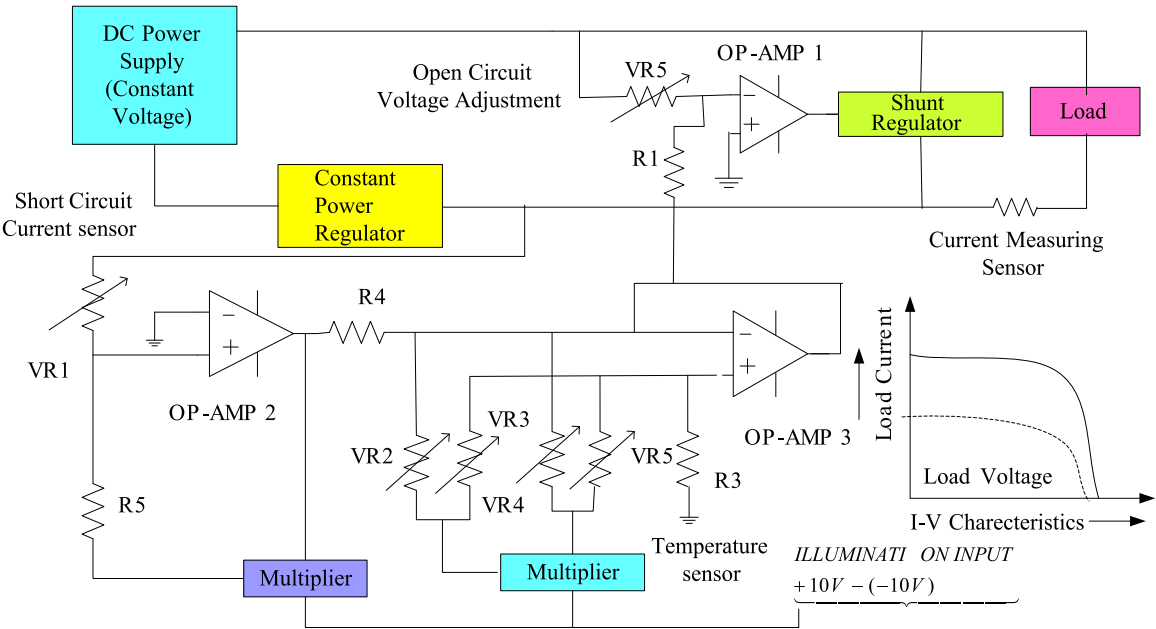 DC Power
Supply
(Constant
Voltage)
Open Circuit
Voltage Adjustment
VR5
OP-AMP 1
Shunt
Regulator
Load
R1
Short Circuit
Current sensor
Constant
Power
Regulator
Current Measuring
Sensor
VR1
R4
OP-AMP 2
OP-AMP 3
VR3
VR2
VR5
VR4
R3
R5
Temperature
sensor
Multiplier
Multiplier
Load Current
Load Voltage
I-V Charecteristics
ILLUMINATI ON INPUT
+10V – (–10V)